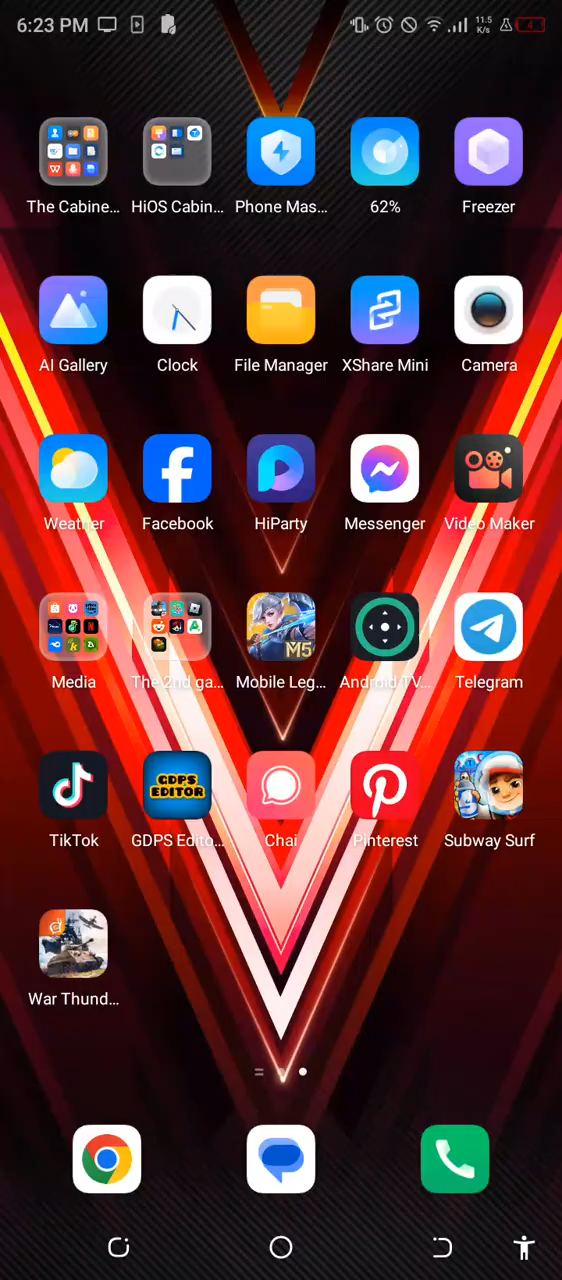 6:23 PM 11.5 K/s 4
The Cabine... HiOS Cabin... Phone Mas... 62% Freezer
AI Gallery Clock File Manager XShare Mini Camera
Weather Facebook HiParty Messenger Video Maker
M5
Media The 2nd ga... Mobile Leg... Android TV... Telegram
GDPS
EDITOR
TikTok GDPS Edito... Chai Pinterest Subway Surf
War Thund...